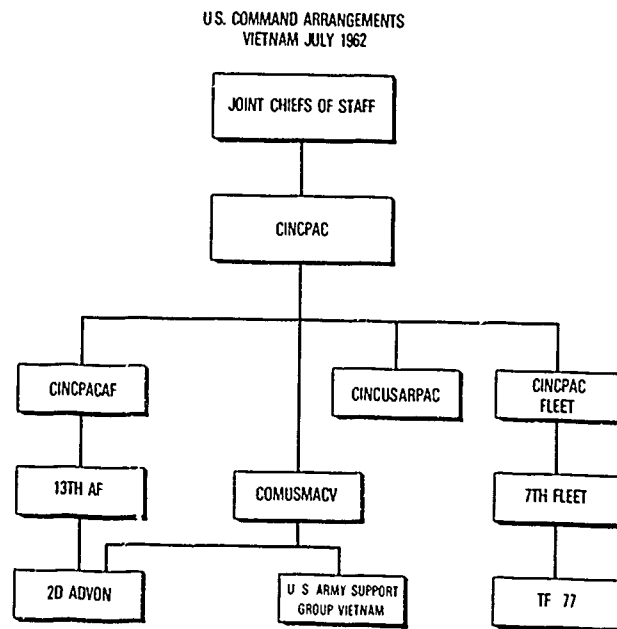 U.S. COMMAND ARRANGEMENTS
VIETNAM JULY 1962
JOINT CHIEFS OF STAFF
CINCPAC
CINCPACAF
CINCUSARPAC
CINCPAC
FLEET
13TH AF
COMUSMACV
7TH FLEET
2D ADVON
U S ARMY SUPPORT
GROUP VIETNAM
TF 77